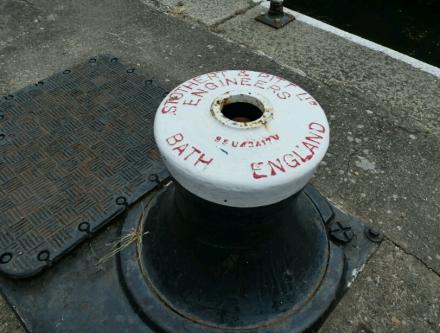 STOTHERT & PITT LTD
ENGINEERS
BATH ENGLAND